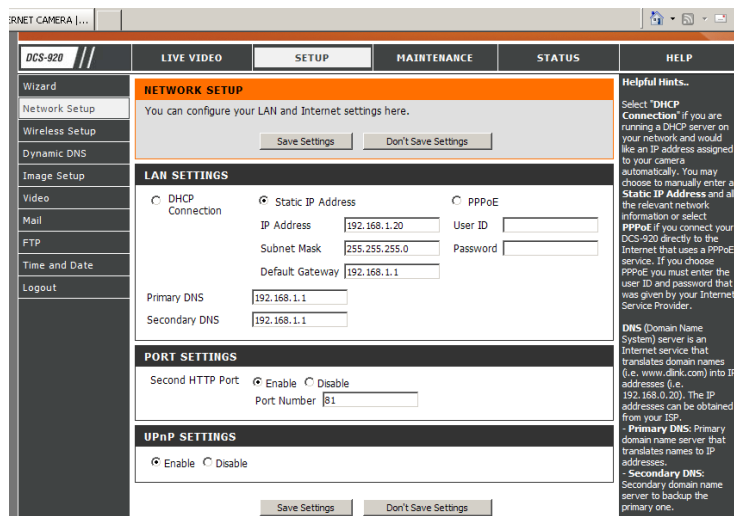 ERNET CAMERA |...
DCS-920
LIVE VIDEO
SETUP
MAINTENANCE
STATUS
HELP
Wizard
Network Setup
Wireless Setup
Dynamic DNS
Image Setup
Video
Mail
FTP
Time and Date
Logout
NETWORK SETUP
You can configure your LAN and Internet settings here.
Save Settings Don't Save Settings
LAN SETTINGS
DHCP Connection
Static IP Address
PPPoE
IP Address 192.168.1.20
User ID
Subnet Mask 255.255.255.0
Password
Default Gateway 192.168.1.1
Primary DNS 192.168.1.1
Secondary DNS 192.168.1.1
PORT SETTINGS
Second HTTP Port Enable Disable
Port Number 81
UPnP SETTINGS
Enable Disable
Save Settings Don't Save Settings
Helpful Hints..
Select "DHCP
Connection" if you are
running a DHCP server on
your network and would
like an IP address assigned
to your camera
automatically. You may
choose to manually enter a
Static IP Address and al
the relevant network
information or select
PPPoE if you connect your
DCS-920 directly to the
Internet that uses a PPPoE
service. If you choose
PPPoE you must enter the
user ID and password that
was given by your Internet
Service Provider.
DNS (Domain Name
System) server is an
Internet service that
translates domain names
(i.e. www.dlink.com) into IP
addresses (i.e.
192.168.0.20). The IP
addresses can be obtained
from your ISP.
- Primary DNS: Primary
domain name server that
translates names to IP
addresses.
- Secondary DNS:
Secondary domain name
server to backup the
primary one.